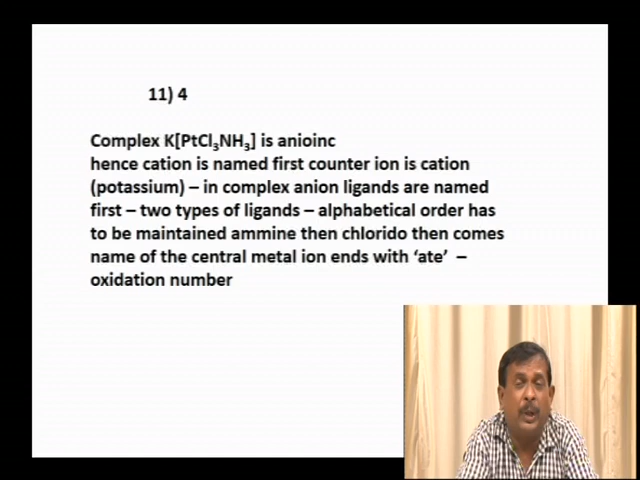 11) 4
Complex K[PtCl₃NH₃] is anioinc
hence cation is named first counter ion is cation
(potassium) – in complex anion ligands are named
first – two types of ligands – alphabetical order has
to be maintained ammine then chlorido then comes
name of the central metal ion ends with ‘ate’ –
oxidation number